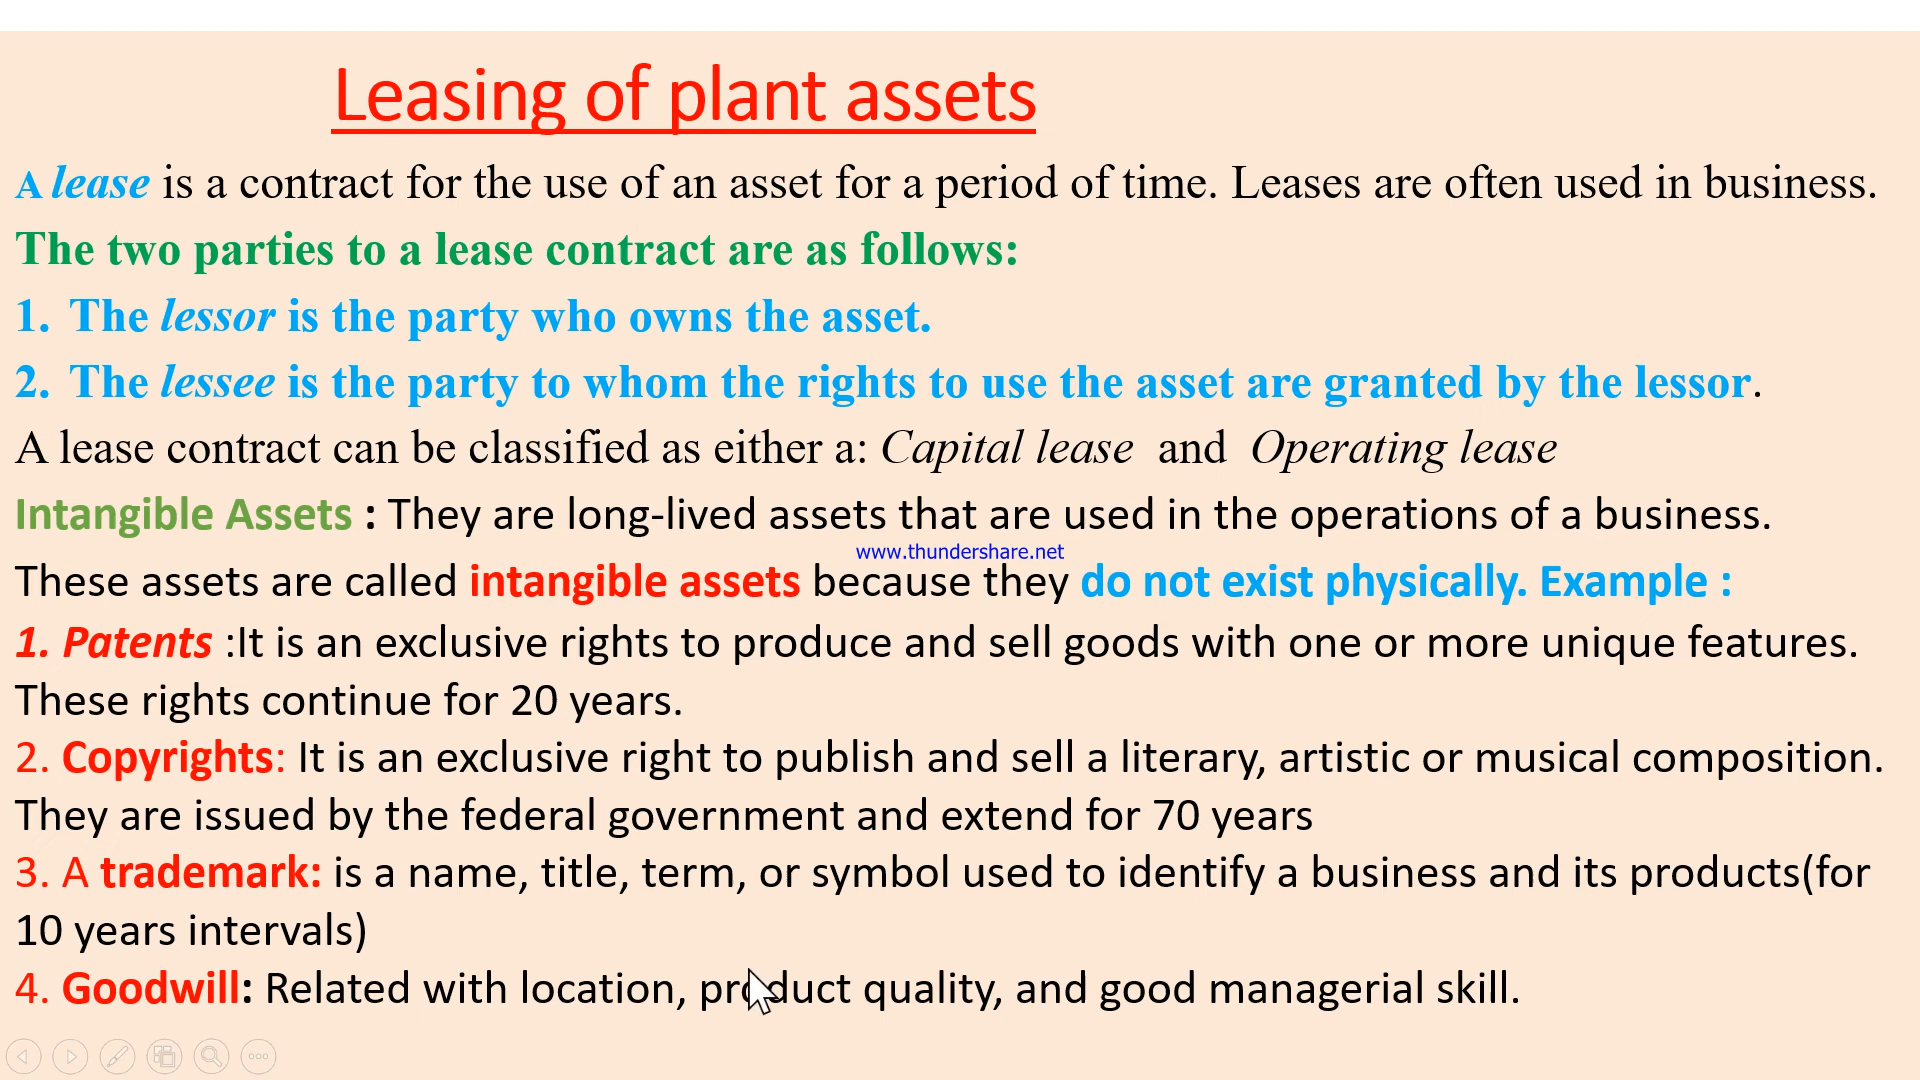 Leasing of plant assets
A lease is a contract for the use of an asset for a period of time. Leases are often used in business.
The two parties to a lease contract are as follows:
1. The lessor is the party who owns the asset.
2. The lessee is the party to whom the rights to use the asset are granted by the lessor.
A lease contract can be classified as either a: Capital lease and Operating lease
Intangible Assets : They are long-lived assets that are used in the operations of a business.
www.thundershare.net
These assets are called intangible assets because they do not exist physically. Example :
1. Patents :It is an exclusive rights to produce and sell goods with one or more unique features.
These rights continue for 20 years.
2. Copyrights: It is an exclusive right to publish and sell a literary, artistic or musical composition.
They are issued by the federal government and extend for 70 years
3. A trademark: is a name, title, term, or symbol used to identify a business and its products(for
10 years intervals)
4. Goodwill: Related with location, product quality, and good managerial skill.